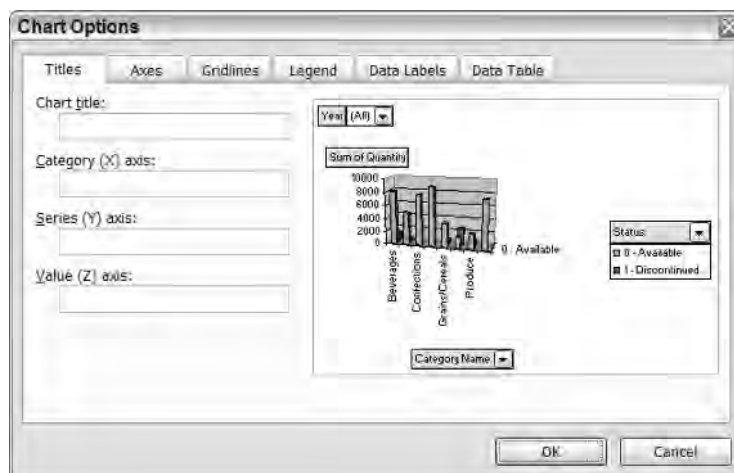 Chart Options
Titles
Axes
Gridlines
Legend
Data Labels
Data Table
Chart title:
Category (X) axis:
Series (Y) axis:
Value (Z) axis:
Year (All)
Sum of Quantity
10000
8000
6000
4000
2000
0
0 - Available
Beverages
Confections
Grains/Cereals
Produce
Status
0 - Available
1 - Discontinued
Category Name
OK
Cancel